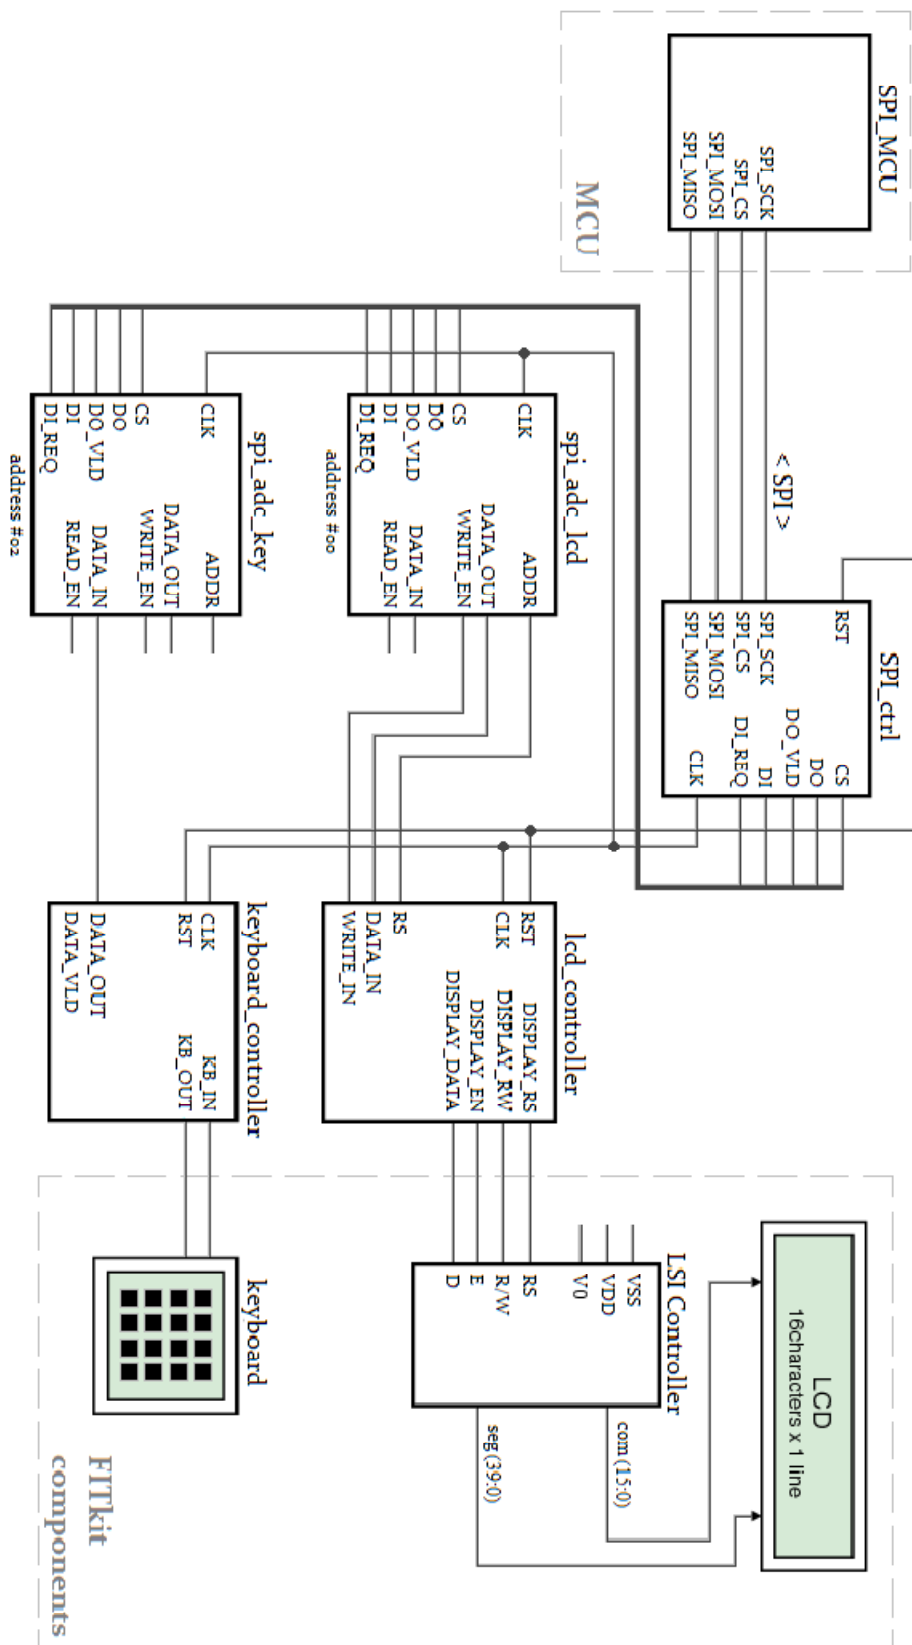 SPI_MCU
SPI_SCK
SPI_CS
SPI_MOSI
SPI_MISO
MCU
< SPI >
SPI_ctrl
RST
SPI_SCK
SPI_CS
SPI_MOSI
SPI_MISO
CS
DO
DO_VLD
DI
DI_REQ
CLK
spi_adc_lcd
CLK
CS
DO
DO_VLD
DI
DI_REQ
ADDR
DATA_OUT
WRITE_EN
DATA_IN
READ_EN
address #00
spi_adc_key
CLK
CS
DO
DO_VLD
DI
DI_REQ
ADDR
DATA_OUT
WRITE_EN
DATA_IN
READ_EN
address #02
lcd_controller
RST
CLK
RS
DATA_IN
WRITE_IN
DISPLAY_RS
DISPLAY_RW
DISPLAY_EN
DISPLAY_DATA
keyboard_controller
CLK
RST
DATA_OUT
DATA_VLD
KB_IN
KB_OUT
LCD
16characters x 1 line
LSI Controller
VSS
VDD
V0
RS
R/W
E
D
com(15:0)
seg(39:0)
keyboard
FITkit
components